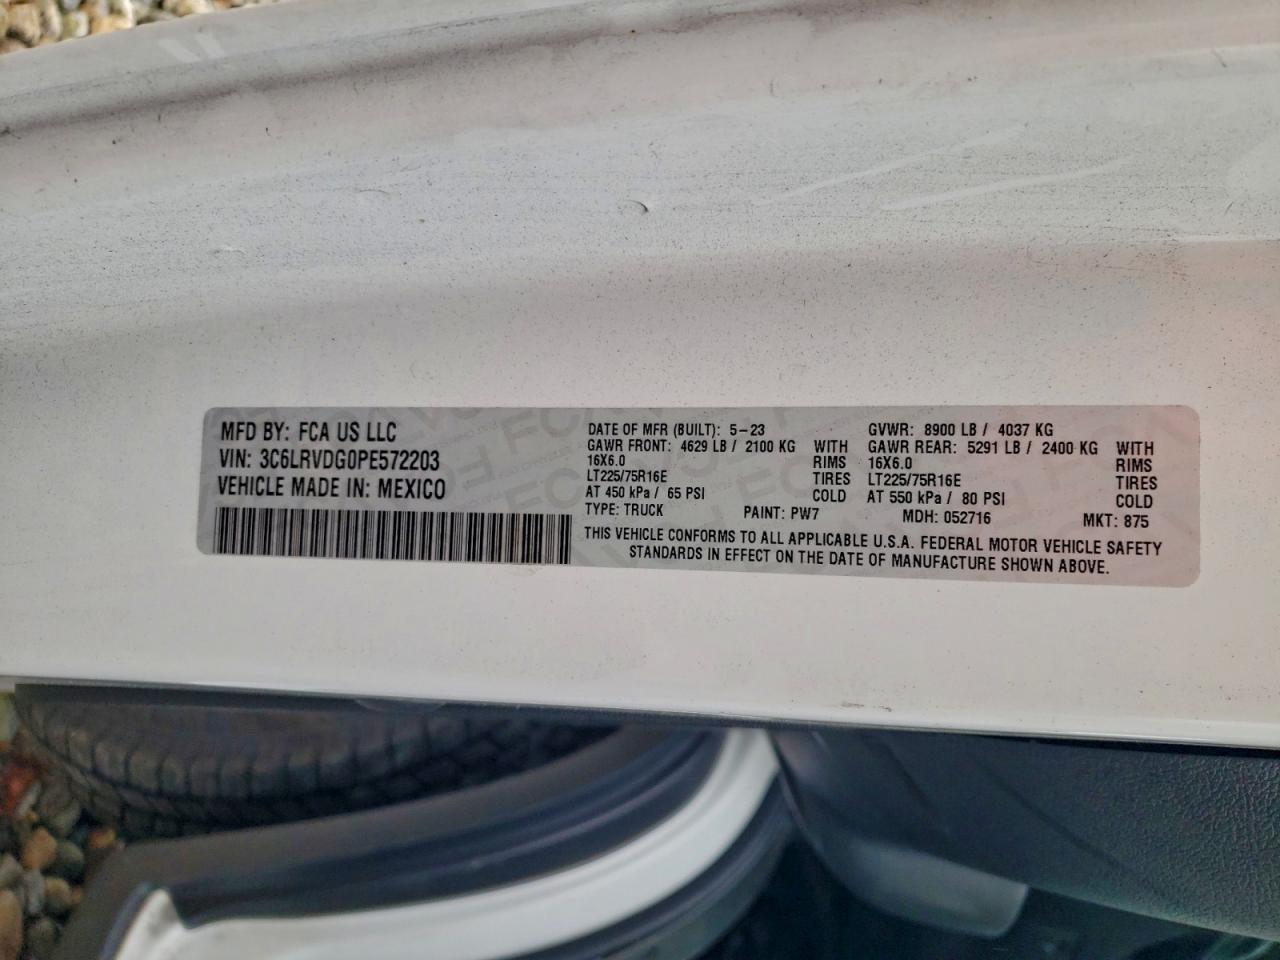 MFD BY: FCA US LLC
VIN: 3C6LRVDG0PE572203
VEHICLE MADE IN: MEXICO
DATE OF MFR (BUILT): 5-23 GVWR: 8900 LB / 4037 KG
GAWR FRONT: 4629 LB / 2100 KG WITH GAWR REAR: 5291 LB / 2400 KG WITH
16X6.0 RIMS 16X6.0 RIMS
LT225/75R16E TIRES LT225/75R16E TIRES
AT 450 kPa / 65 PSI COLD AT 550 kPa / 80 PSI COLD
TYPE: TRUCK PAINT: PW7 MDH: 052716 MKT: 875
THIS VEHICLE CONFORMS TO ALL APPLICABLE U.S.A. FEDERAL MOTOR VEHICLE SAFETY
STANDARDS IN EFFECT ON THE DATE OF MANUFACTURE SHOWN ABOVE.